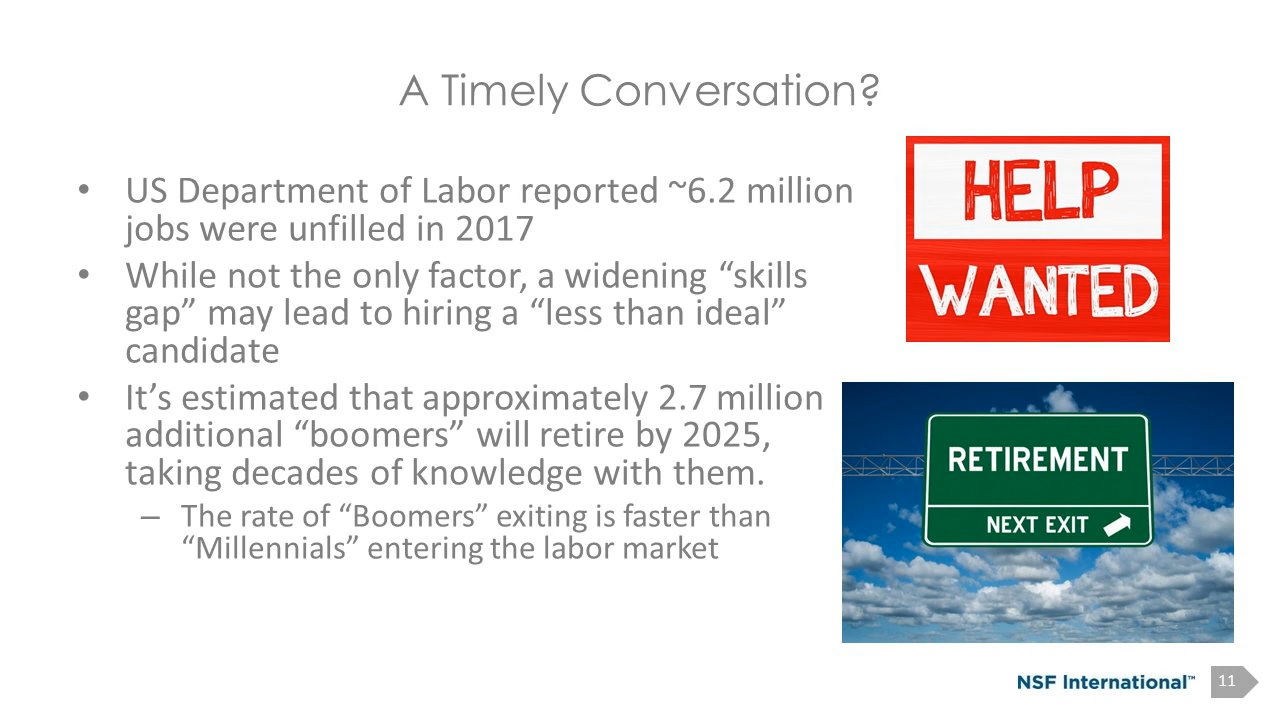 A Timely Conversation?
• US Department of Labor reported ~6.2 million
jobs were unfilled in 2017
• While not the only factor, a widening “skills
gap” may lead to hiring a “less than ideal”
candidate
• It’s estimated that approximately 2.7 million
additional “boomers” will retire by 2025,
taking decades of knowledge with them.
– The rate of “Boomers” exiting is faster than
“Millennials” entering the labor market
HELP
WANTED
RETIREMENT
NEXT EXIT
NSF International™
11